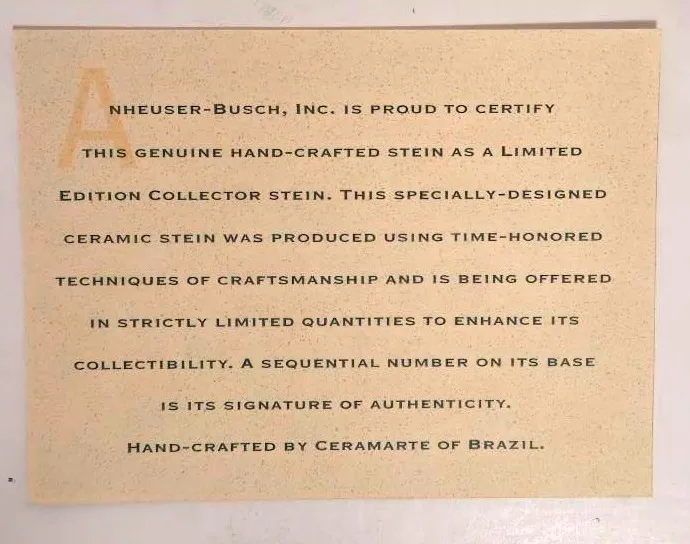 ANHEUSER-BUSCH, INC. IS PROUD TO CERTIFY
THIS GENUINE HAND-CRAFTED STEIN AS A LIMITED
EDITION COLLECTOR STEIN. THIS SPECIALLY-DESIGNED
CERAMIC STEIN WAS PRODUCED USING TIME-HONORED
TECHNIQUES OF CRAFTSMANSHIP AND IS BEING OFFERED
IN STRICTLY LIMITED QUANTITIES TO ENHANCE ITS
COLLECTIBILITY. A SEQUENTIAL NUMBER ON ITS BASE
IS ITS SIGNATURE OF AUTHENTICITY.
HAND-CRAFTED BY CERAMARTE OF BRAZIL.